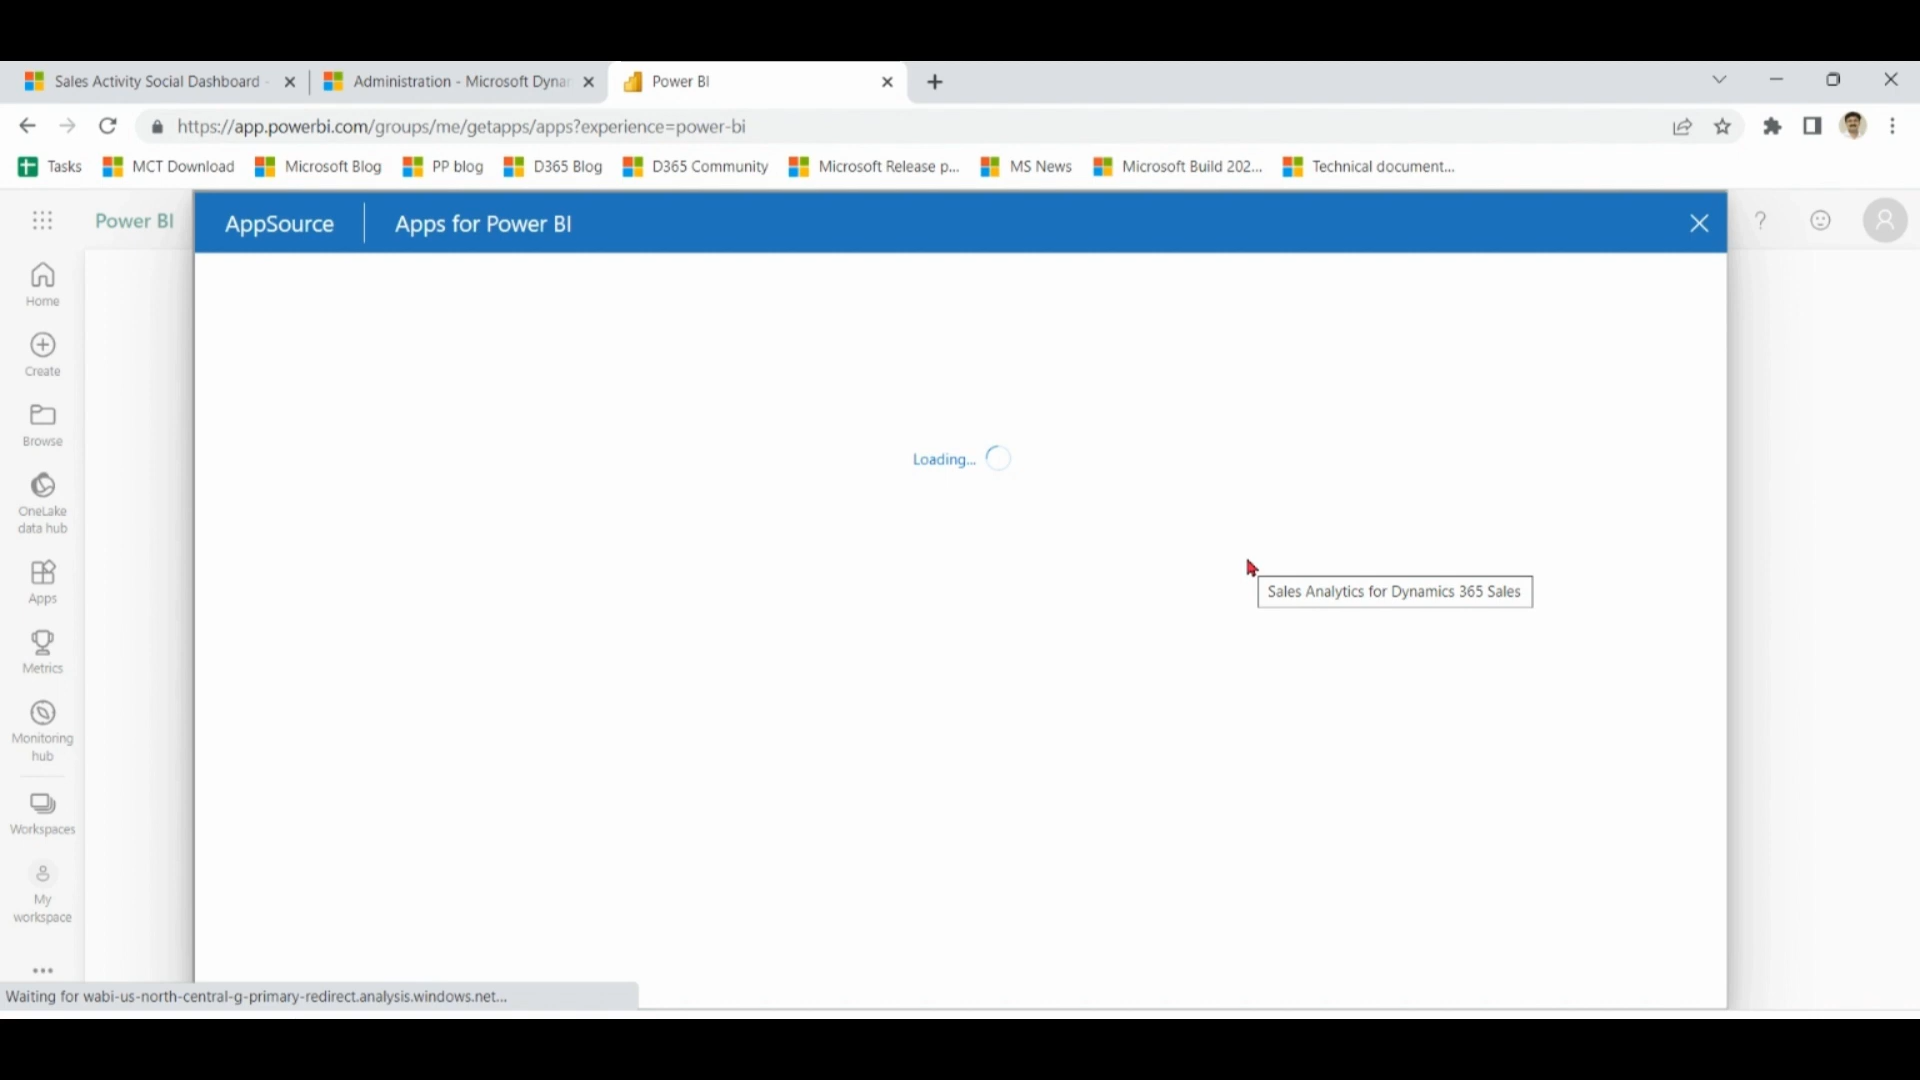 Sales Activity Social Dashboard -
Administration - Microsoft Dynar
Power BI
https://app.powerbi.com/groups/me/getapps/apps?experience=power-bi
Tasks
MCT Download
Microsoft Blog
PP blog
D365 Blog
D365 Community
Microsoft Release p...
MS News
Microsoft Build 202...
Technical document...
Power BI
AppSource
Apps for Power BI
Home
Create
Browse
OneLake
data hub
Apps
Metrics
Monitoring
hub
Workspaces
My
workspace
Loading...
Sales Analytics for Dynamics 365 Sales
Waiting for wabi-us-north-central-g-primary-redirect.analysis.windows.net...